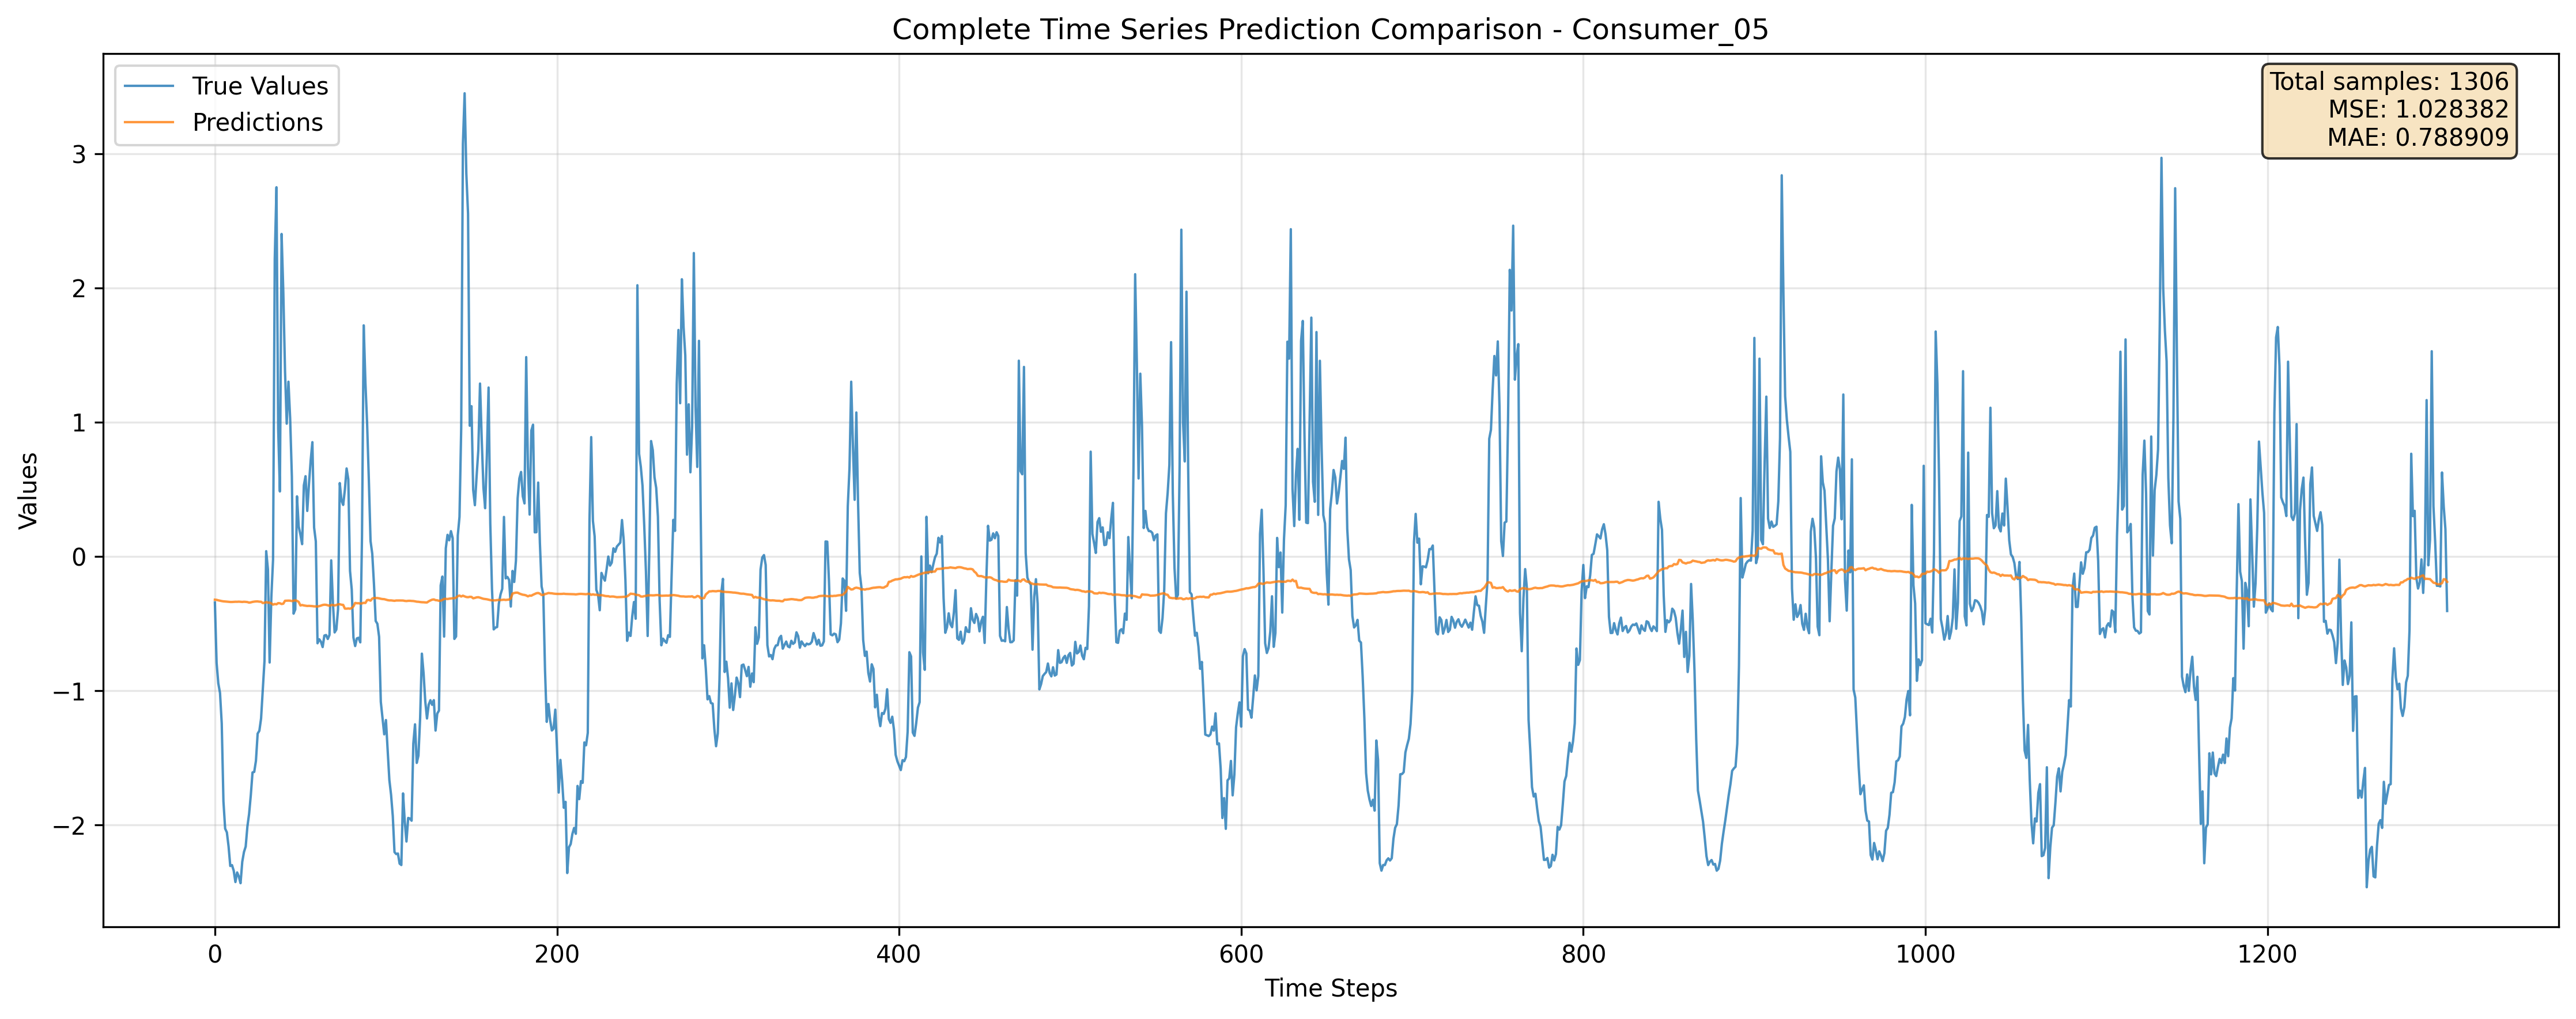 Complete Time Series Prediction Comparison - Consumer_05
True Values
Predictions
Total samples: 1306
MSE: 1.028382
MAE: 0.788909
Values
3
2
1
0
−1
−2
0 200 400 600 800 1000 1200
Time Steps